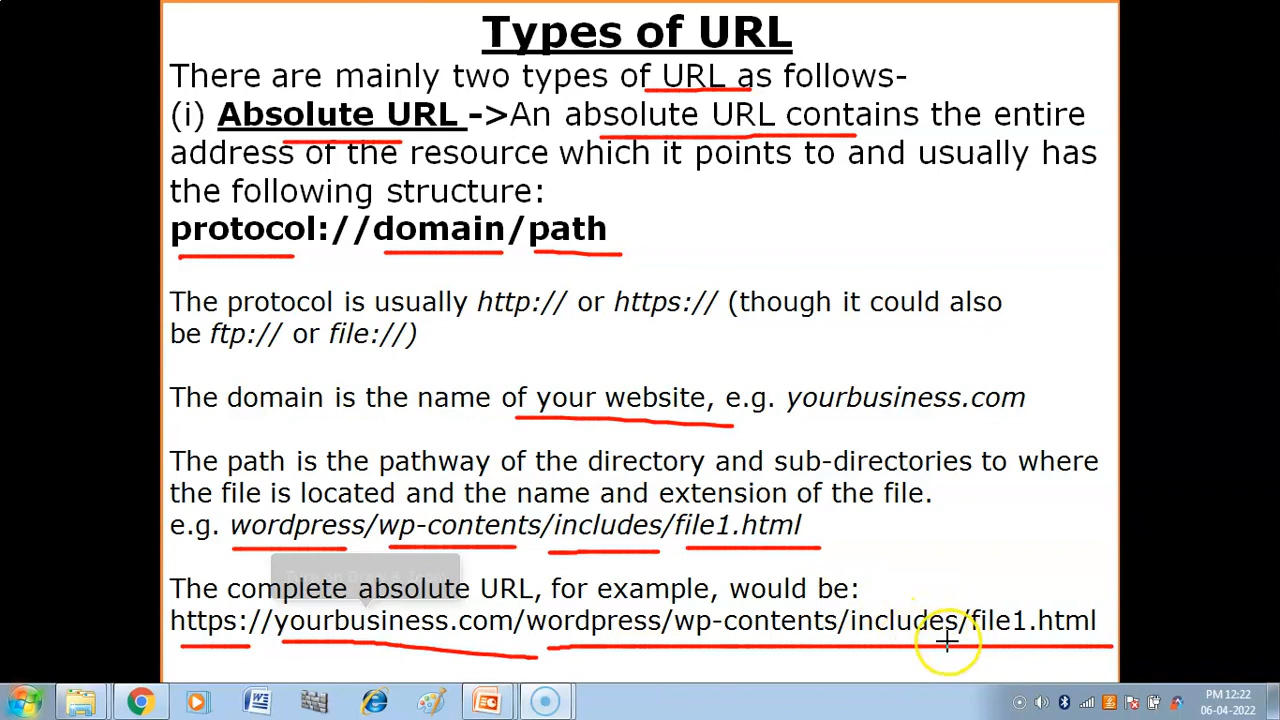 Types of URL
There are mainly two types of URL as follows-
(i) Absolute URL ->An absolute URL contains the entire
address of the resource which it points to and usually has
the following structure:
protocol://domain/path
The protocol is usually http:// or https:// (though it could also
be ftp:// or file://)
The domain is the name of your website, e.g. yourbusiness.com
The path is the pathway of the directory and sub-directories to where
the file is located and the name and extension of the file.
e.g. wordpress/wp-contents/includes/file1.html
The complete absolute URL, for example, would be:
https://yourbusiness.com/wordpress/wp-contents/includes/file1.html
PM 12:22
06-04-2022